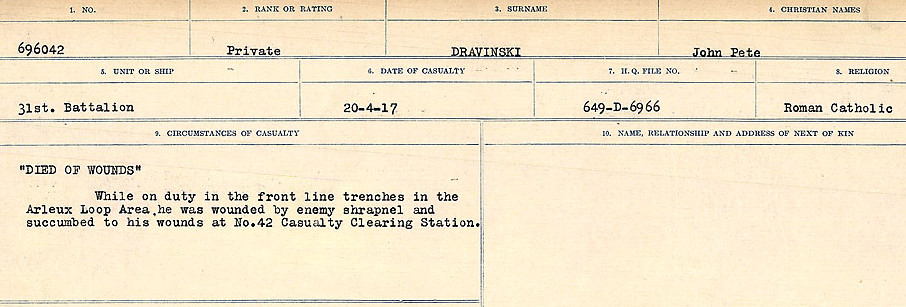 1. NO. 2. RANK OR RATING 3. SURNAME 4. CHRISTIAN NAMES
696042 Private DRAVINSKI John Pete
5. UNIT OR SHIP 6. DATE OF CASUALTY 7. H.Q. FILE NO. 8. RELIGION
31st. Battalion 20-4-17 649-D-6966 Roman Catholic
9. CIRCUMSTANCES OF CASUALTY 10. NAME, RELATIONSHIP AND ADDRESS OF NEXT OF KIN
"DIED OF WOUNDS"
While on duty in the front line trenches in the
Arleux Loop Area,he was wounded by enemy shrapnel and
succumbed to his wounds at No.42 Casualty Clearing Station.